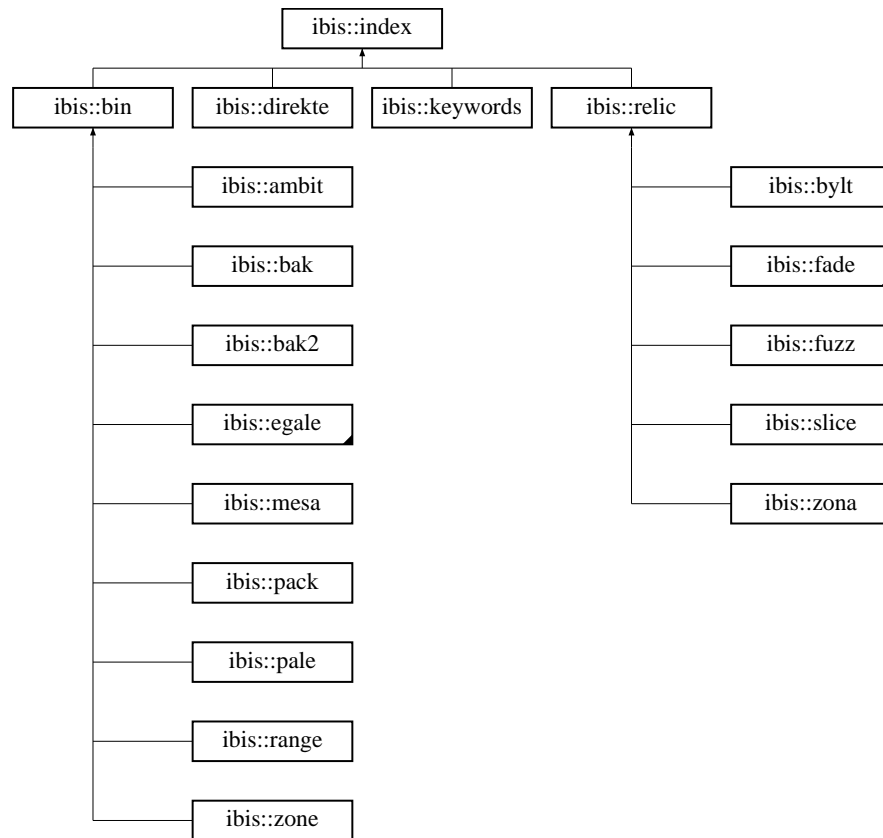 ibis::index
ibis::bin
ibis::direkte
ibis::keywords
ibis::relic
ibis::ambit
ibis::bylt
ibis::bak
ibis::fade
ibis::bak2
ibis::fuzz
ibis::egale
ibis::slice
ibis::mesa
ibis::zona
ibis::pack
ibis::pale
ibis::range
ibis::zone